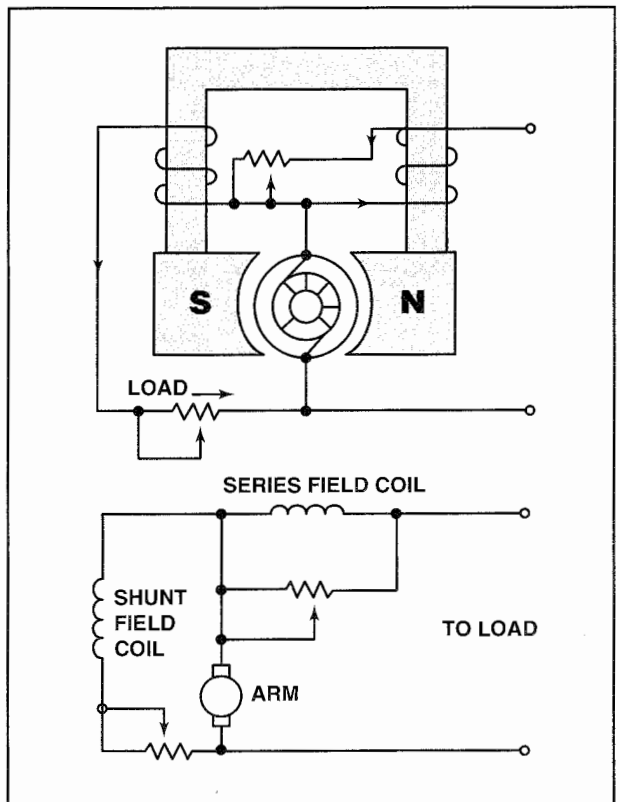 S
N
LOAD
SERIES FIELD COIL
SHUNT
FIELD
COIL
TO LOAD
ARM